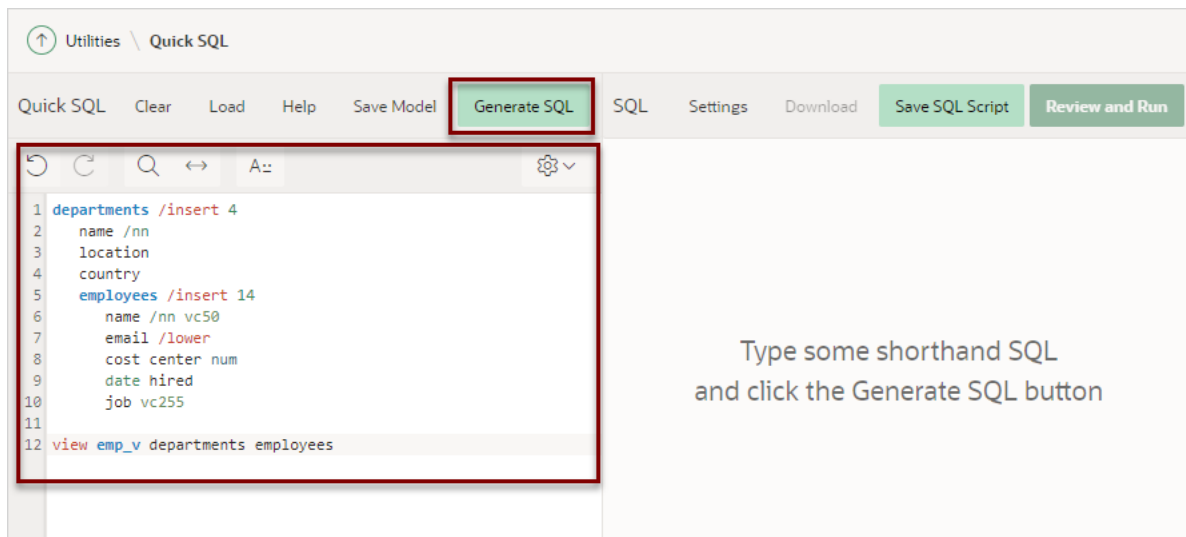 Utilities \ Quick SQL
Quick SQL Clear Load Help Save Model Generate SQL SQL Settings Download Save SQL Script Review and Run
A::
1 departments /insert 4
2 name /nn
3 location
4 country
5 employees /insert 14
6 name /nn vc50
7 email /lower
8 cost center num
9 date hired
10 job vc255
11
12 view emp_v departments employees
Type some shorthand SQL
and click the Generate SQL button